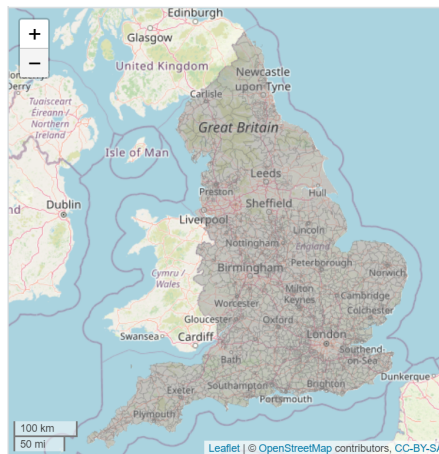 +
−
Edinburgh
Glasgow
United Kingdom
Newcastle
upon Tyne
Derry
Carlisle
Tuaisceart
Éireann /
Northern
Ireland
Great Britain
Isle of Man
Leeds
Preston
Hull
Dublin
Sheffield
Liverpool
Lincoln
Nottingham
England
Birmingham
Peterborough
Norwich
Cymru /
Wales
Milton
Keynes
Worcester
Cambridge
Colchester
Gloucester
Oxford
Swansea
Cardiff
London
Southend-
on-Sea
Bath
Dunkerque
Exeter
Southampton
Brighton
Portsmouth
Plymouth
100 km
50 mi
Leaflet | © OpenStreetMap contributors, CC-BY-SA